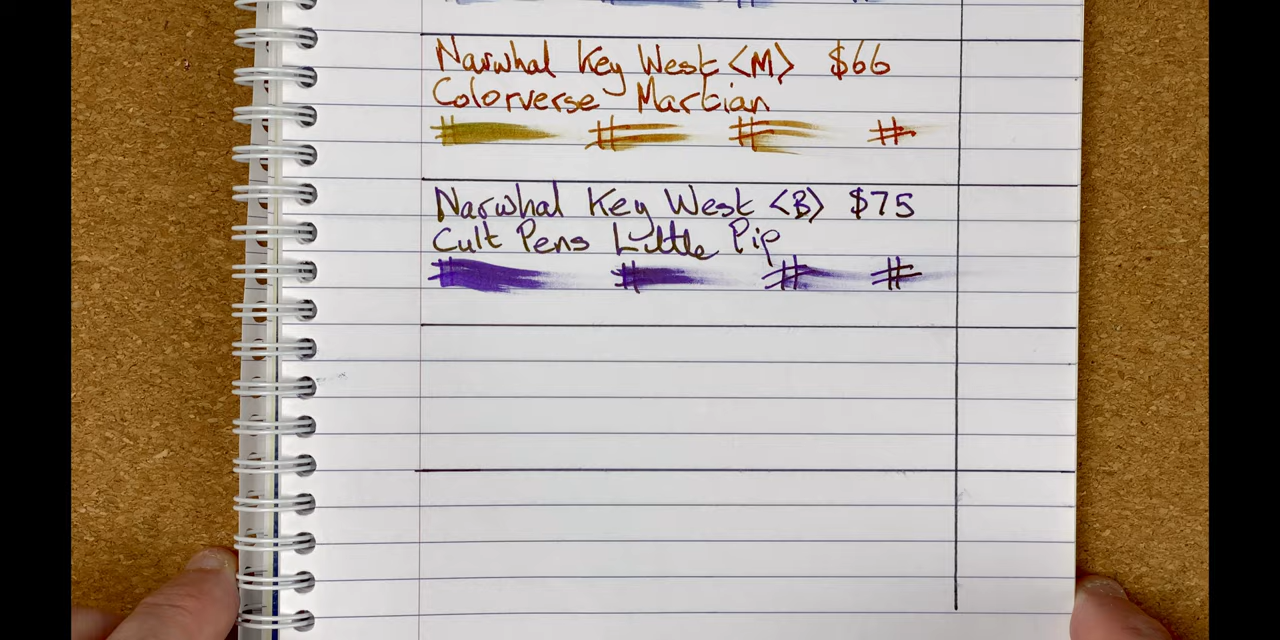 Narwhal Key West <M> $66
Colorverse Martian
Narwhal Key West <B> $75
Cult Pens Little Pip